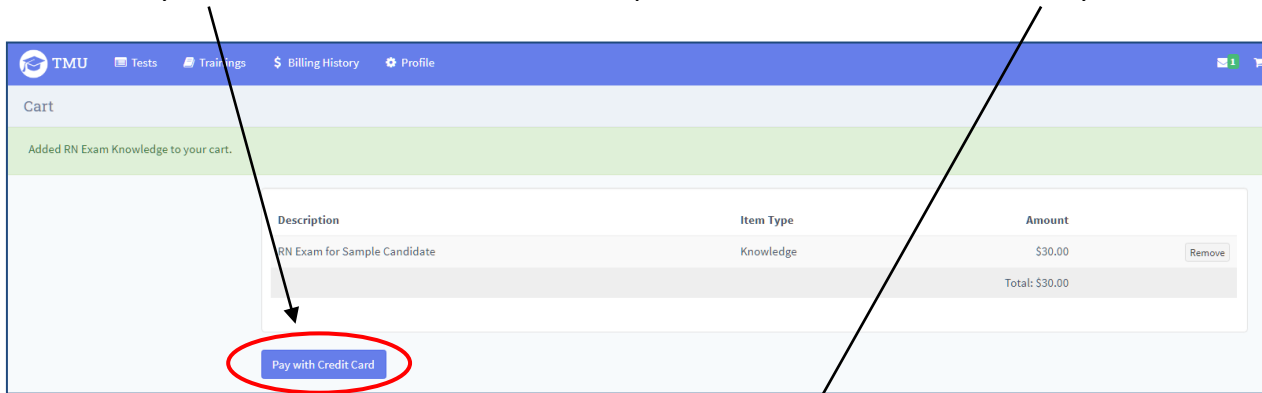 TMU Tests Trainings $ Billing History Profile 1
Cart
Added RN Exam Knowledge to your cart.
Description Item Type Amount
RN Exam for Sample Candidate Knowledge $30.00 Remove
Total: $30.00
Pay with Credit Card